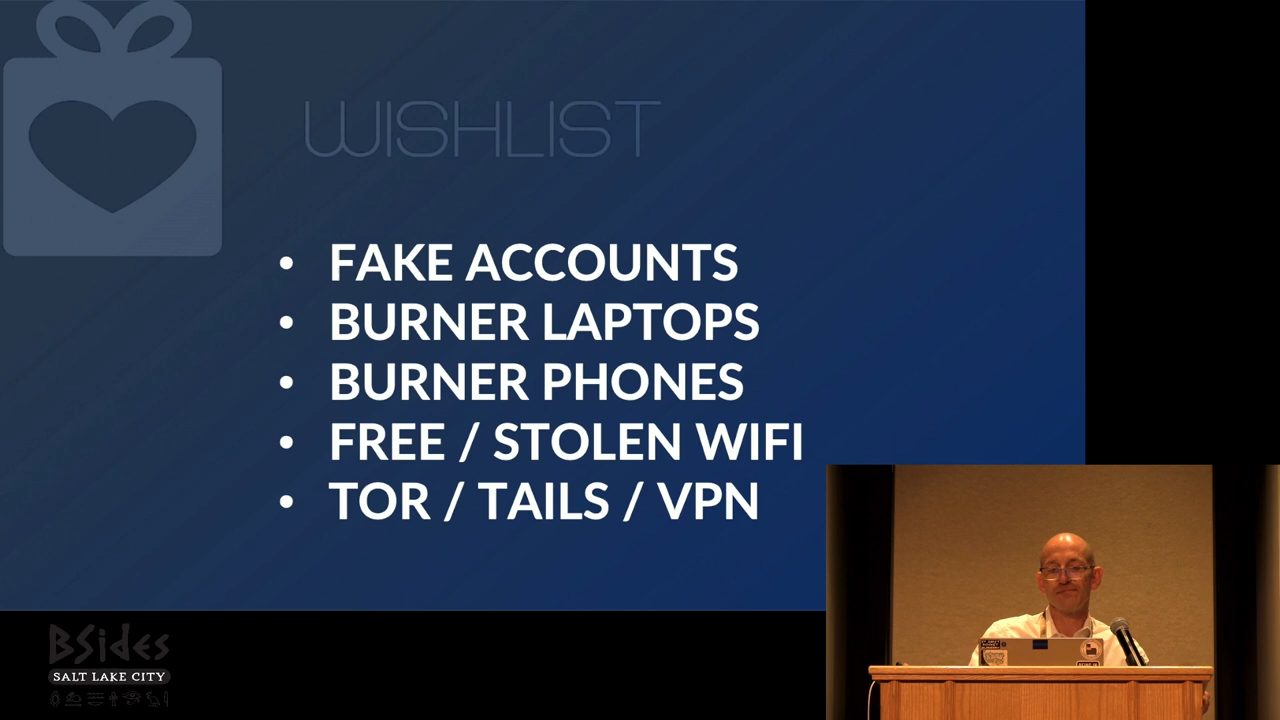 WISHLIST
• FAKE ACCOUNTS
• BURNER LAPTOPS
• BURNER PHONES
• FREE / STOLEN WIFI
• TOR / TAILS / VPN
BSides
SALT LAKE CITY